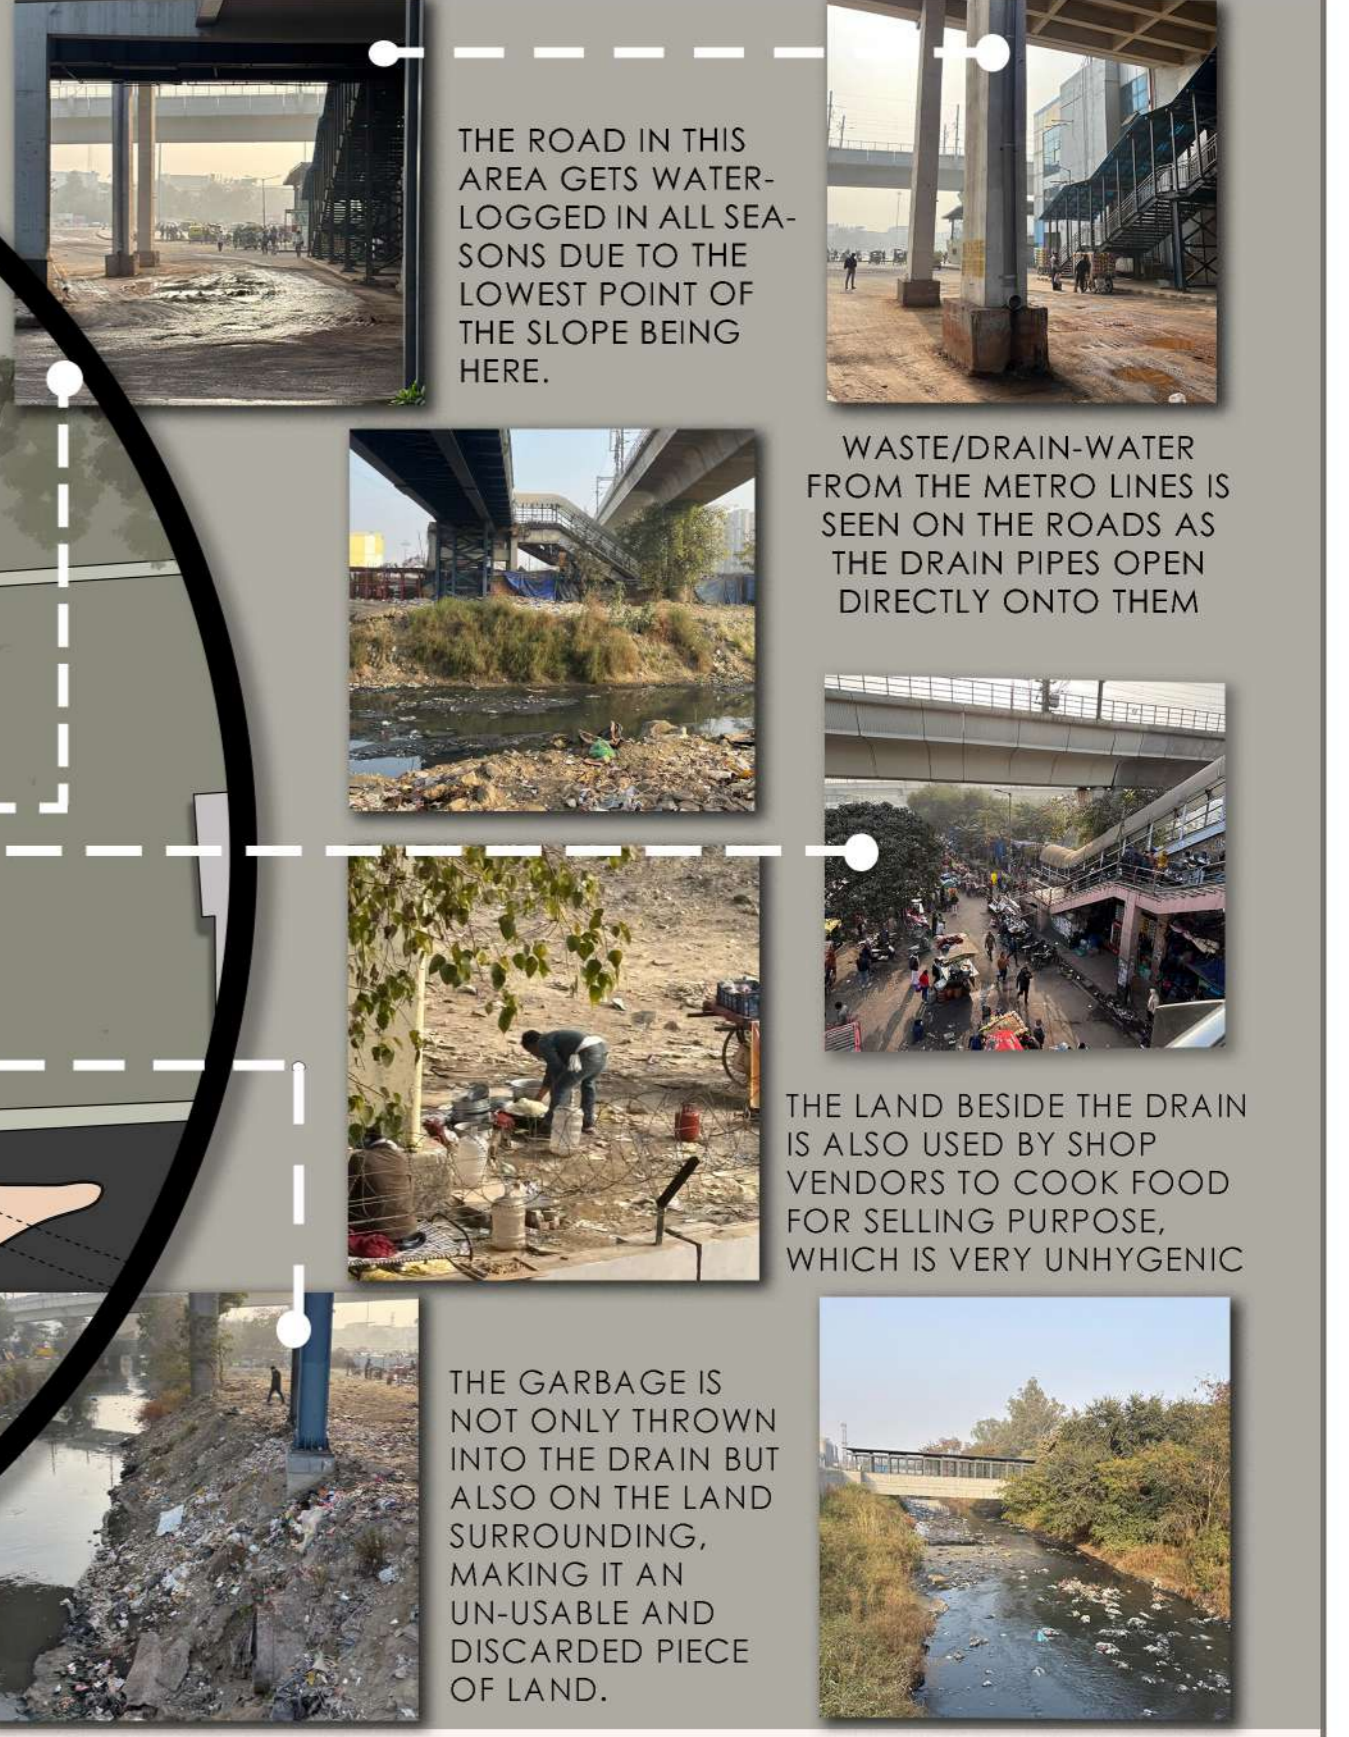 THE ROAD IN THIS
AREA GETS WATER-
LOGGED IN ALL SEA-
SONS DUE TO THE
LOWEST POINT OF
THE SLOPE BEING
HERE.
WASTE/DRAIN-WATER
FROM THE METRO LINES IS
SEEN ON THE ROADS AS
THE DRAIN PIPES OPEN
DIRECTLY ONTO THEM
THE LAND BESIDE THE DRAIN
IS ALSO USED BY SHOP
VENDORS TO COOK FOOD
FOR SELLING PURPOSE,
WHICH IS VERY UNHYGENIC
THE GARBAGE IS
NOT ONLY THROWN
INTO THE DRAIN BUT
ALSO ON THE LAND
SURROUNDING,
MAKING IT AN
UN-USABLE AND
DISCARDED PIECE
OF LAND.